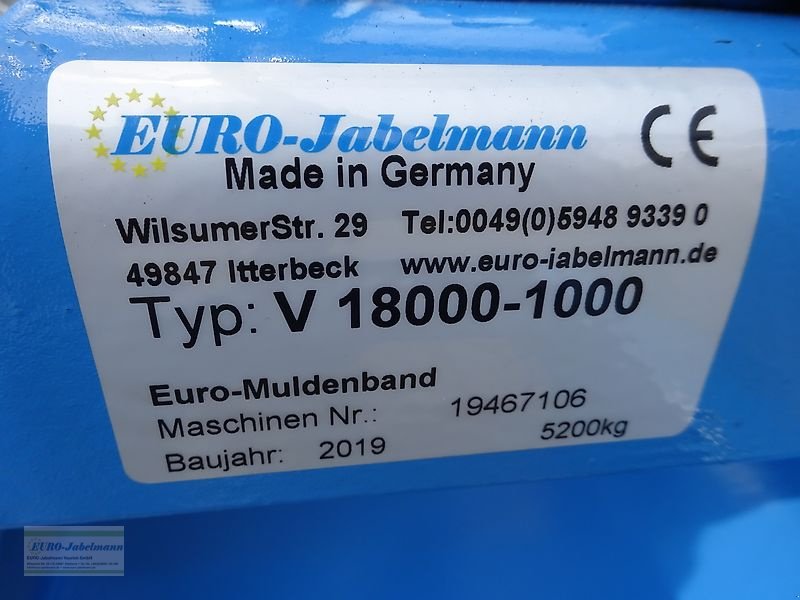 EURO-Jabelmann
CE
Made in Germany
WilsumerStr. 29 Tel:0049(0)5948 9339 0
49847 Itterbeck www.euro-jabelmann.de
Typ: V 18000-1000
Euro-Muldenband
Maschinen Nr.: 19467106
Baujahr: 2019 5200kg
EURO-Jabelmann